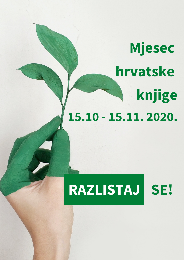 Mjesec
hrvatske
knjige
15.10 - 15.11. 2020.
RAZLISTAJ SE!